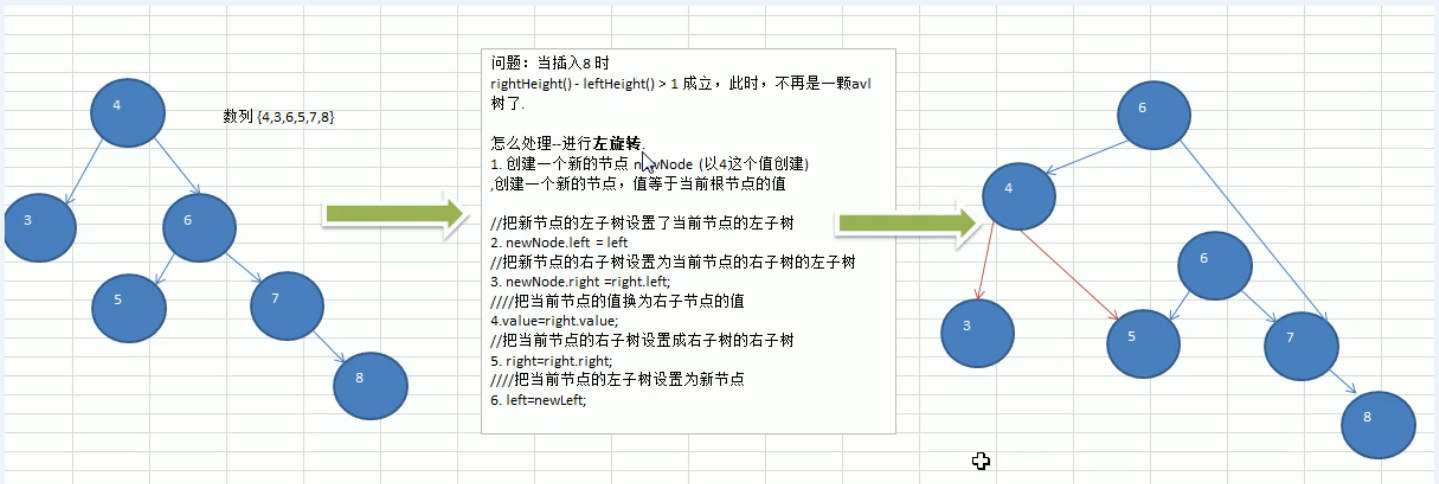 4
数列 {4,3,6,5,7,8}
3
6
5
7
8
问题：当插入8 时
rightHeight() - leftHeight() > 1 成立，此时，不再是一颗avl
树了.
怎么处理--进行左旋转.
1. 创建一个新的节点 newNode (以4这个值创建)
,创建一个新的节点，值等于当前根节点的值
//把新节点的左子树设置了当前节点的左子树
2. newNode.left = left
//把新节点的右子树设置为当前节点的右子树的左子树
3. newNode.right =right.left;
////把当前节点的值换为右子节点的值
4.value=right.value;
//把当前节点的右子树设置成右子树的右子树
5. right=right.right;
////把当前节点的左子树设置为新节点
6. left=newLeft;
6
4
6
3
5
7
8